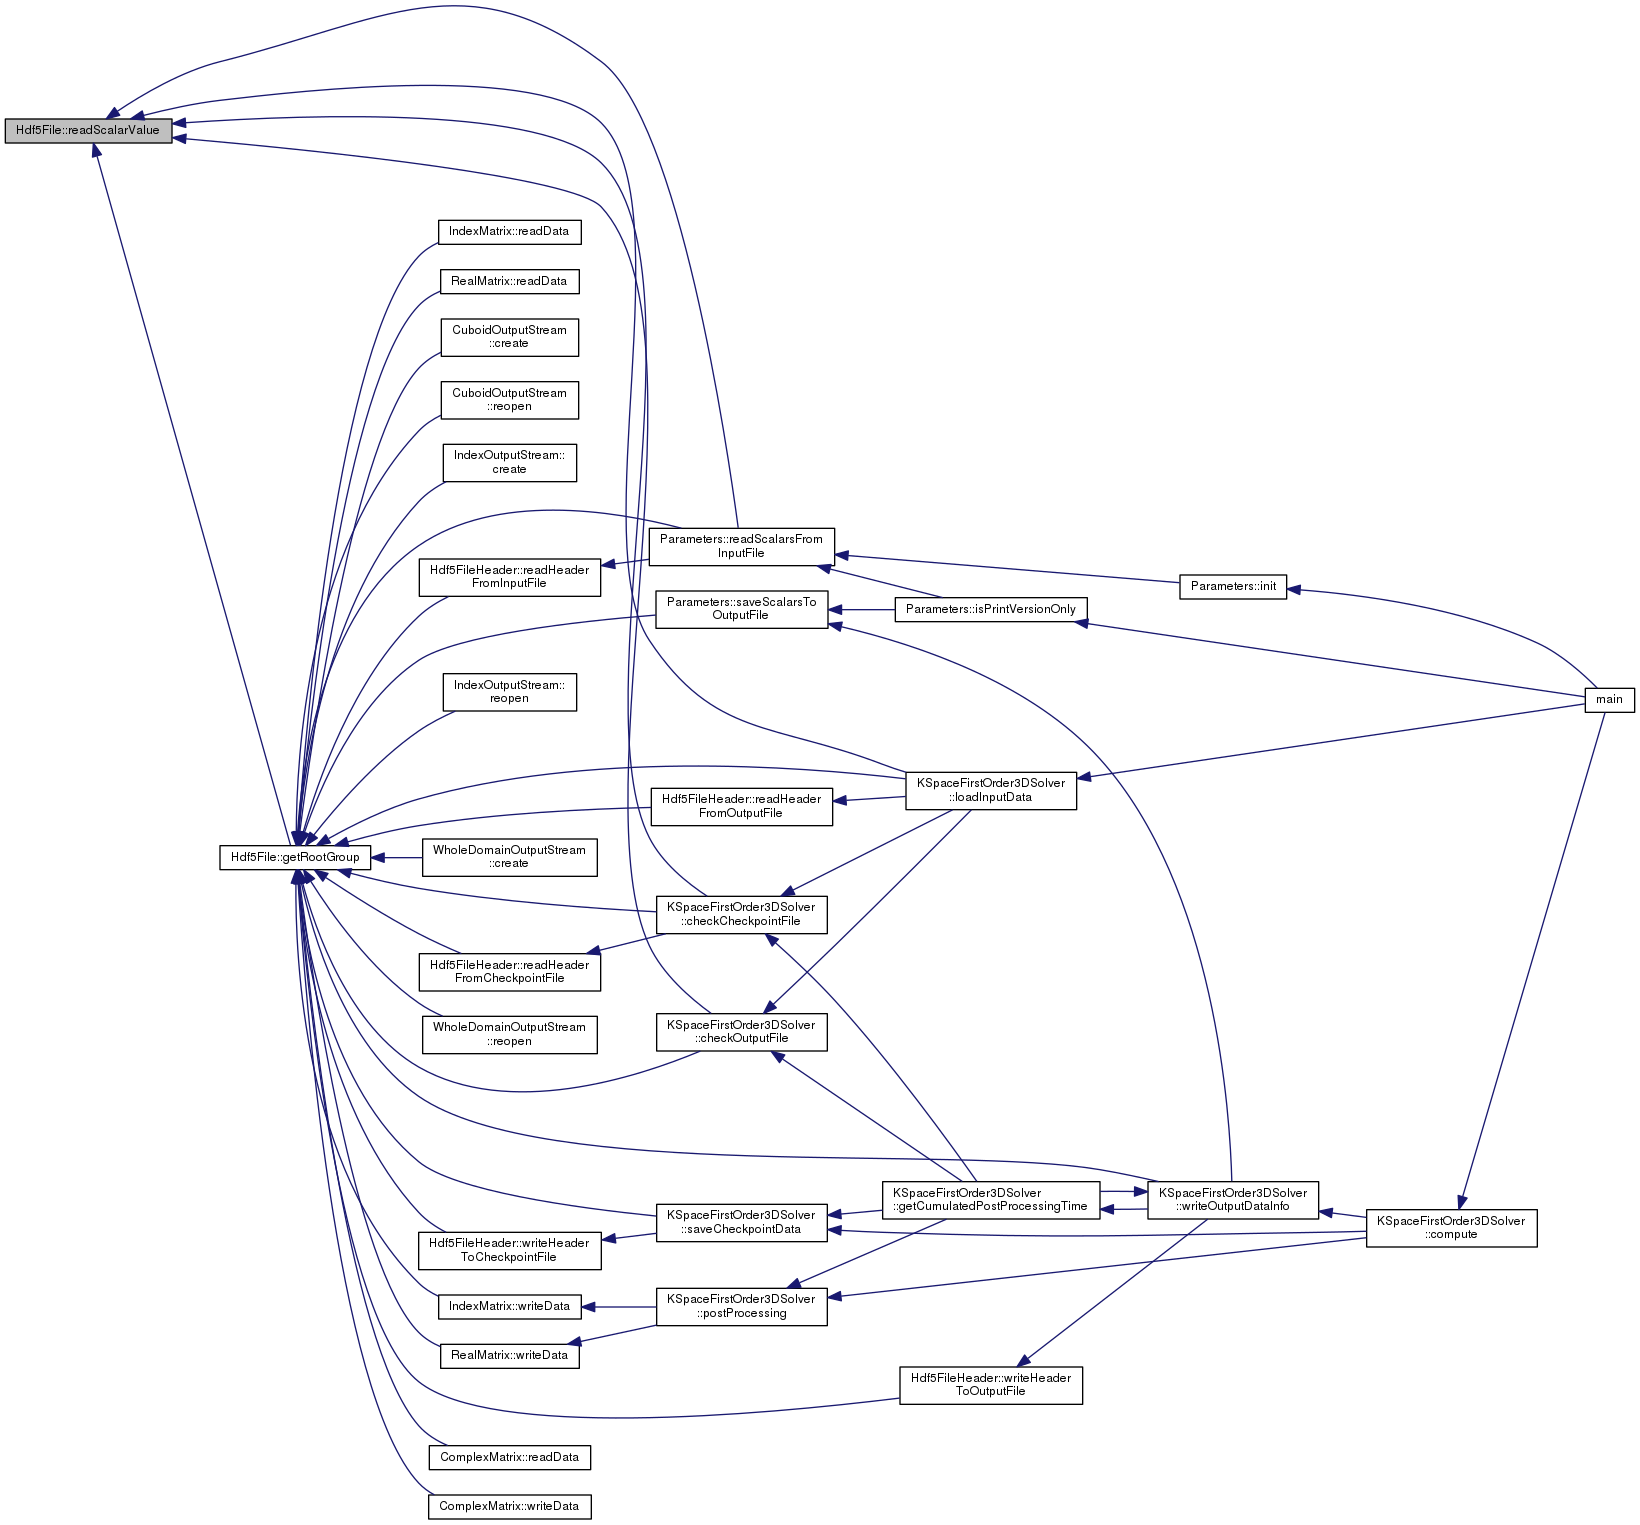 Hdf5File::readScalarValue
IndexMatrix::readData
RealMatrix::readData
CuboidOutputStream
::create
CuboidOutputStream
::reopen
IndexOutputStream::
create
Parameters::readScalarsFrom
InputFile
Hdf5FileHeader::readHeader
FromInputFile
Parameters::init
Parameters::saveScalarsTo
OutputFile
Parameters::isPrintVersionOnly
IndexOutputStream::
reopen
main
KSpaceFirstOrder3DSolver
::loadInputData
Hdf5FileHeader::readHeader
FromOutputFile
Hdf5File::getRootGroup
WholeDomainOutputStream
::create
KSpaceFirstOrder3DSolver
::checkCheckpointFile
Hdf5FileHeader::readHeader
FromCheckpointFile
WholeDomainOutputStream
::reopen
KSpaceFirstOrder3DSolver
::checkOutputFile
KSpaceFirstOrder3DSolver
::getCumulatedPostProcessingTime
KSpaceFirstOrder3DSolver
::writeOutputDataInfo
KSpaceFirstOrder3DSolver
::saveCheckpointData
KSpaceFirstOrder3DSolver
::compute
Hdf5FileHeader::writeHeader
ToCheckpointFile
IndexMatrix::writeData
KSpaceFirstOrder3DSolver
::postProcessing
RealMatrix::writeData
Hdf5FileHeader::writeHeader
ToOutputFile
ComplexMatrix::readData
ComplexMatrix::writeData